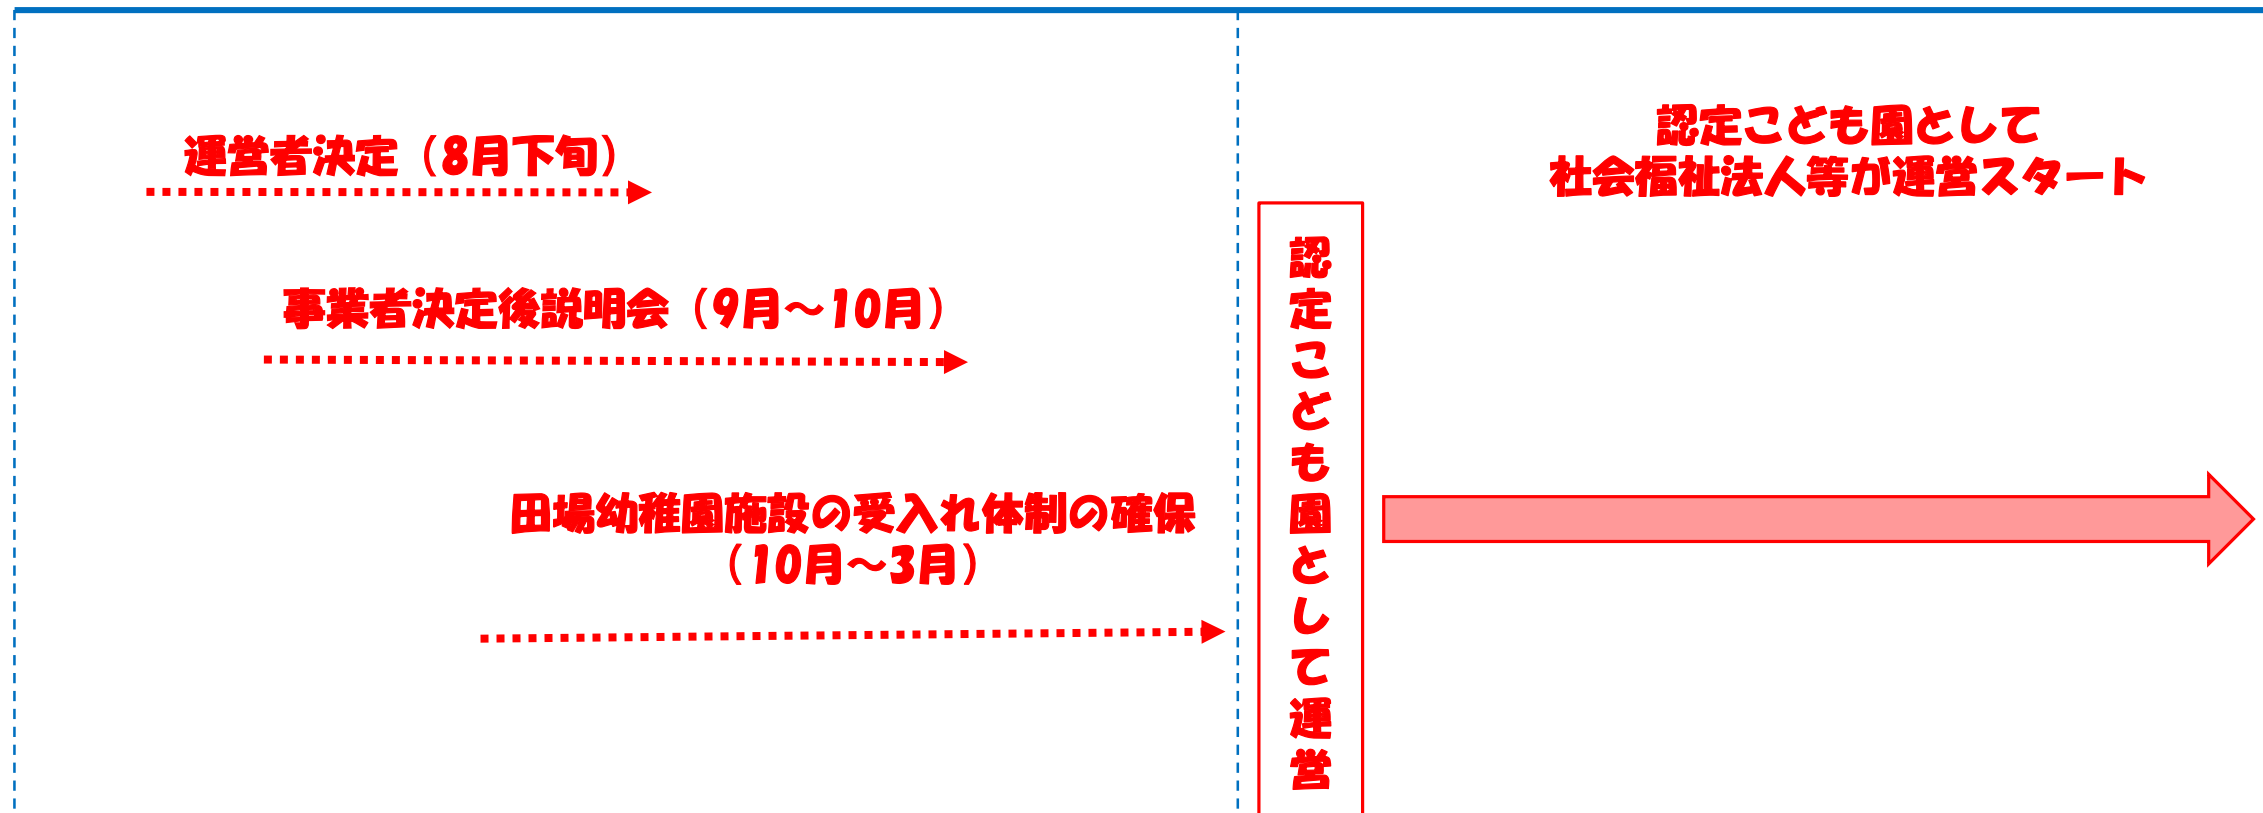 運営者決定（8月下旬）
事業者決定後説明会（9月～10月）
田場幼稚園施設の受入れ体制の確保
（10月～3月）
認定こども園として運営
認定こども園として
社会福祉法人等が運営スタート